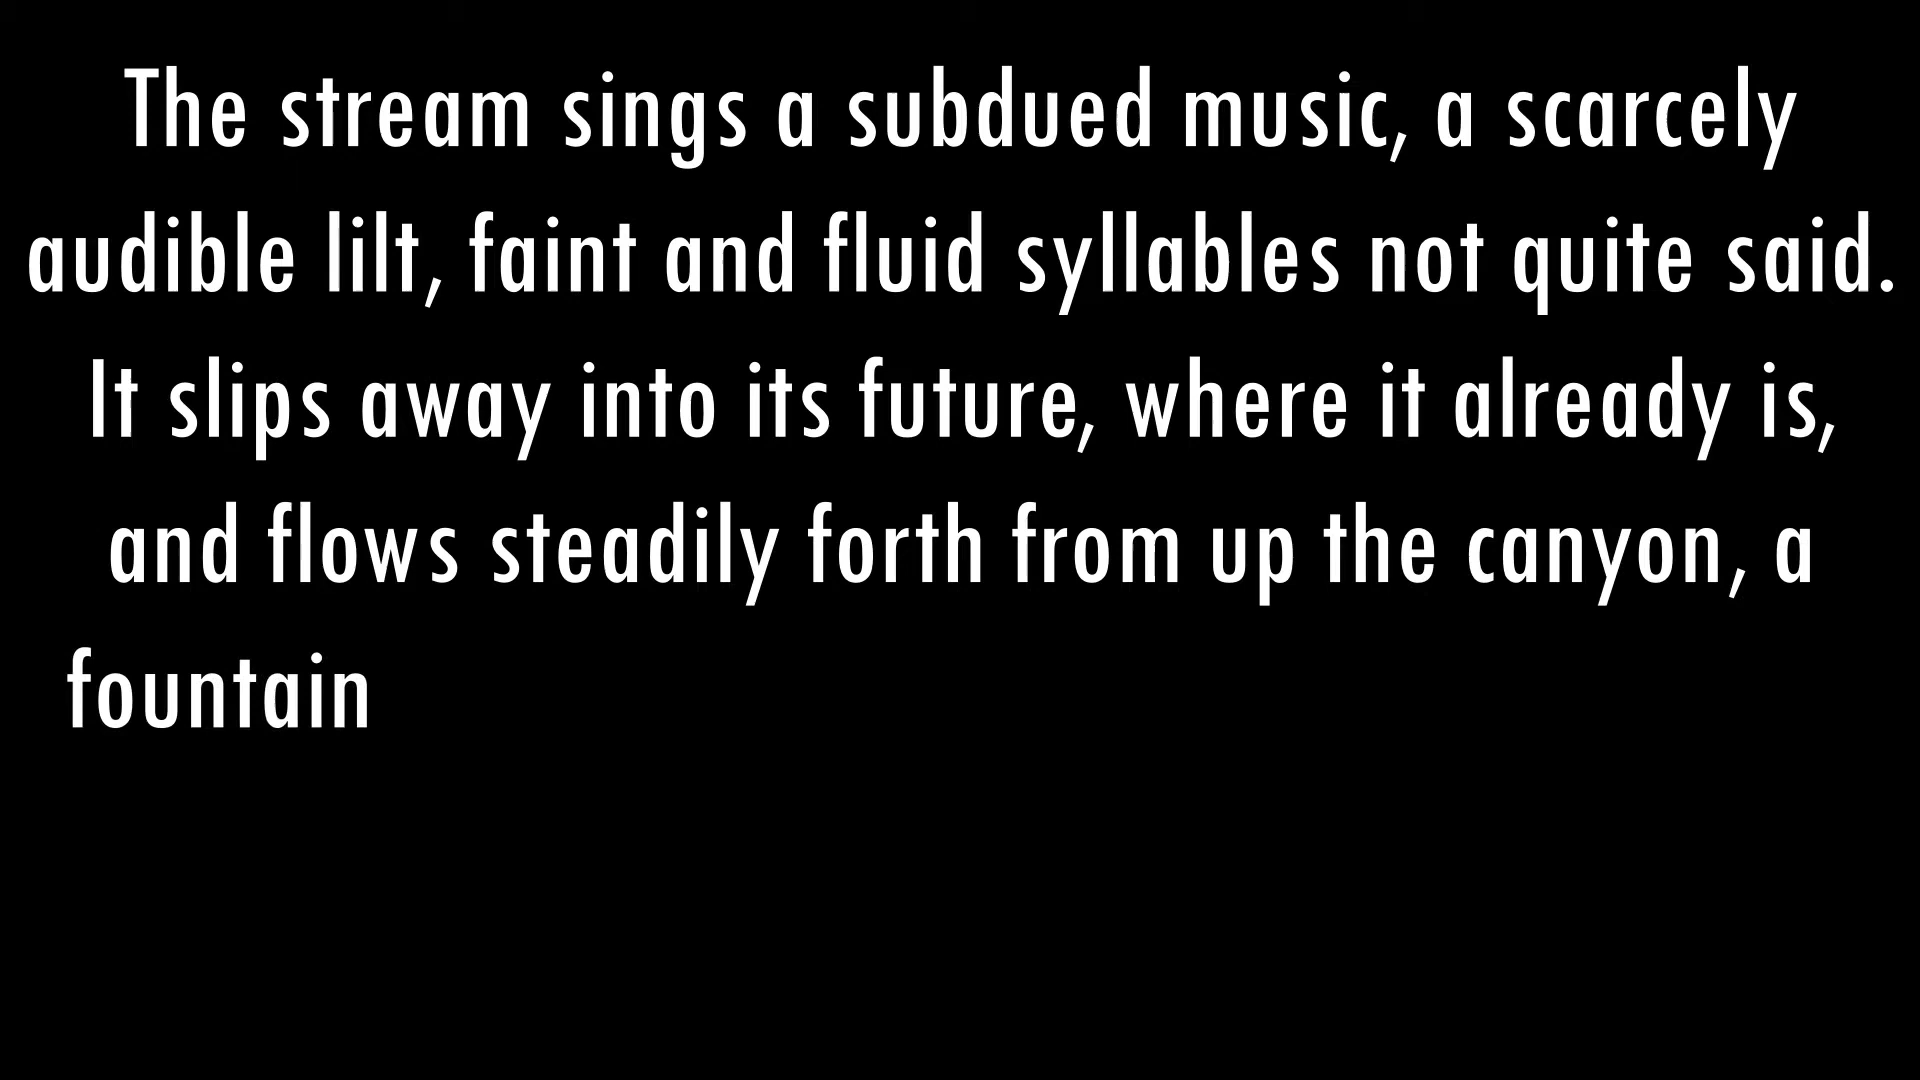 The stream sings a subdued music, a scarcely
audible lilt, faint and fluid syllables not quite said.
It slips away into its future, where it already is,
and flows steadily forth from up the canyon, a
fountain